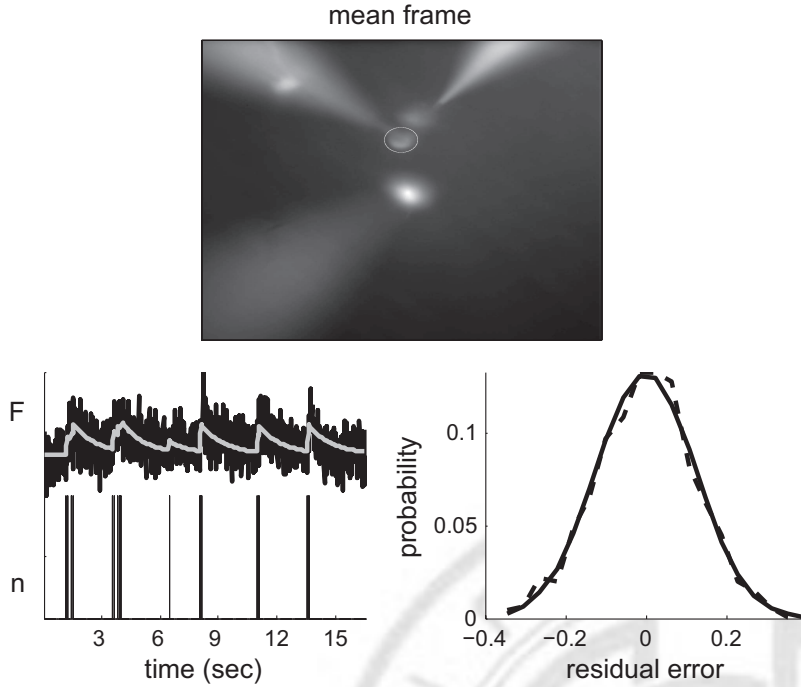 mean frame
F
n
3 6 9 12 15
time (sec)
probability
0.1
0.05
0
−0.4 −0.2 0 0.2
residual error